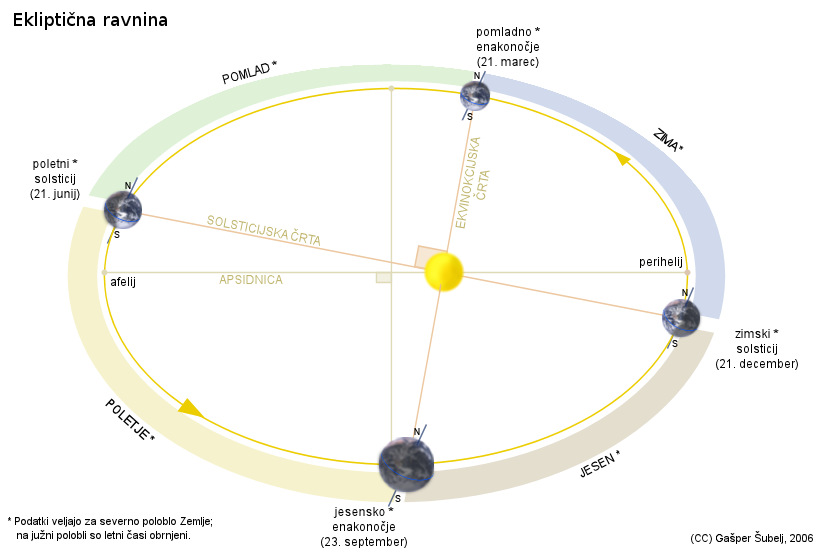 Ekliptična ravnina
pomladno *
enakonočje
(21. marec)
POMLAD *
N
S
ZIMA*
poletni *
solsticij
(21. junij)
N
S
EKVINOKCIJSKA
ČRTA
SOLSTICIJSKA ČRTA
perihelij
afelij
APSIDNICA
N
S
zimski *
solsticij
(21. december)
POLETJE *
N
S
JESEN *
jesensko *
enakonočje
(23. september)
* Podatki veljajo za severno poloblo Zemlje;
na južni polobli so letni časi obrnjeni.
(CC) Gašper Šubelj, 2006